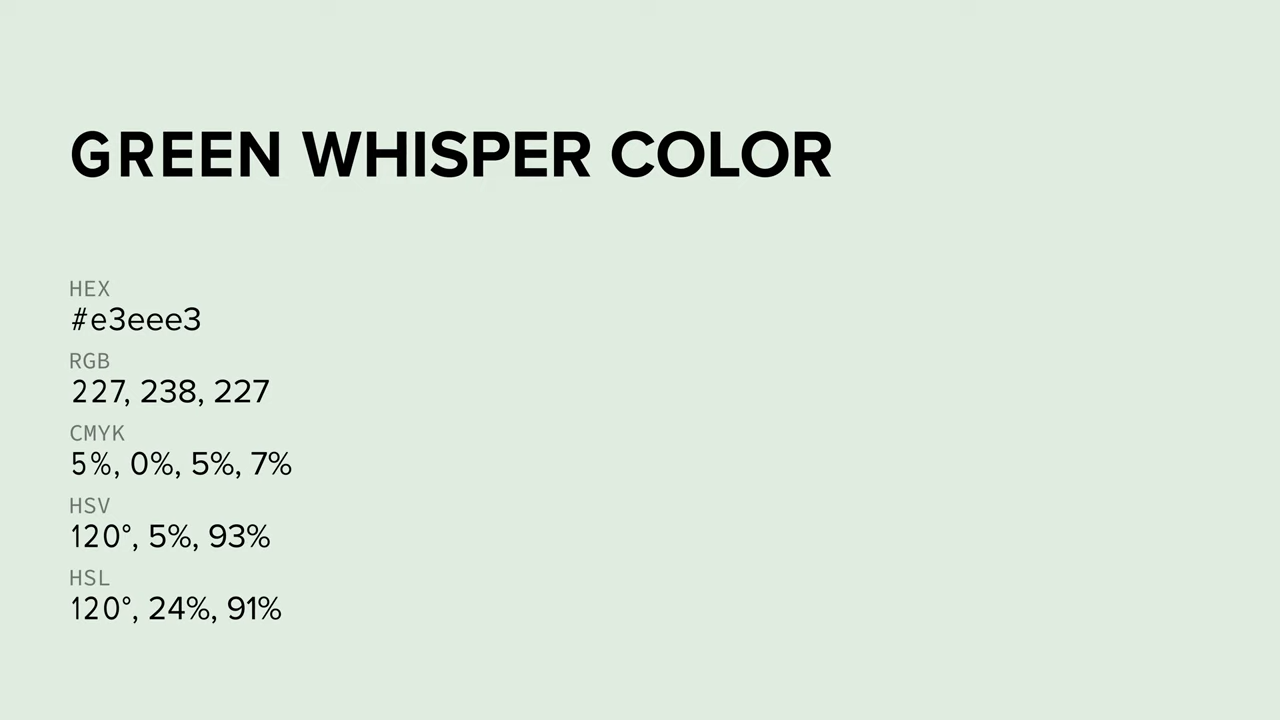 GREEN WHISPER COLOR
HEX
#e3eee3
RGB
227, 238, 227
CMYK
5%, 0%, 5%, 7%
HSV
120°, 5%, 93%
HSL
120°, 24%, 91%